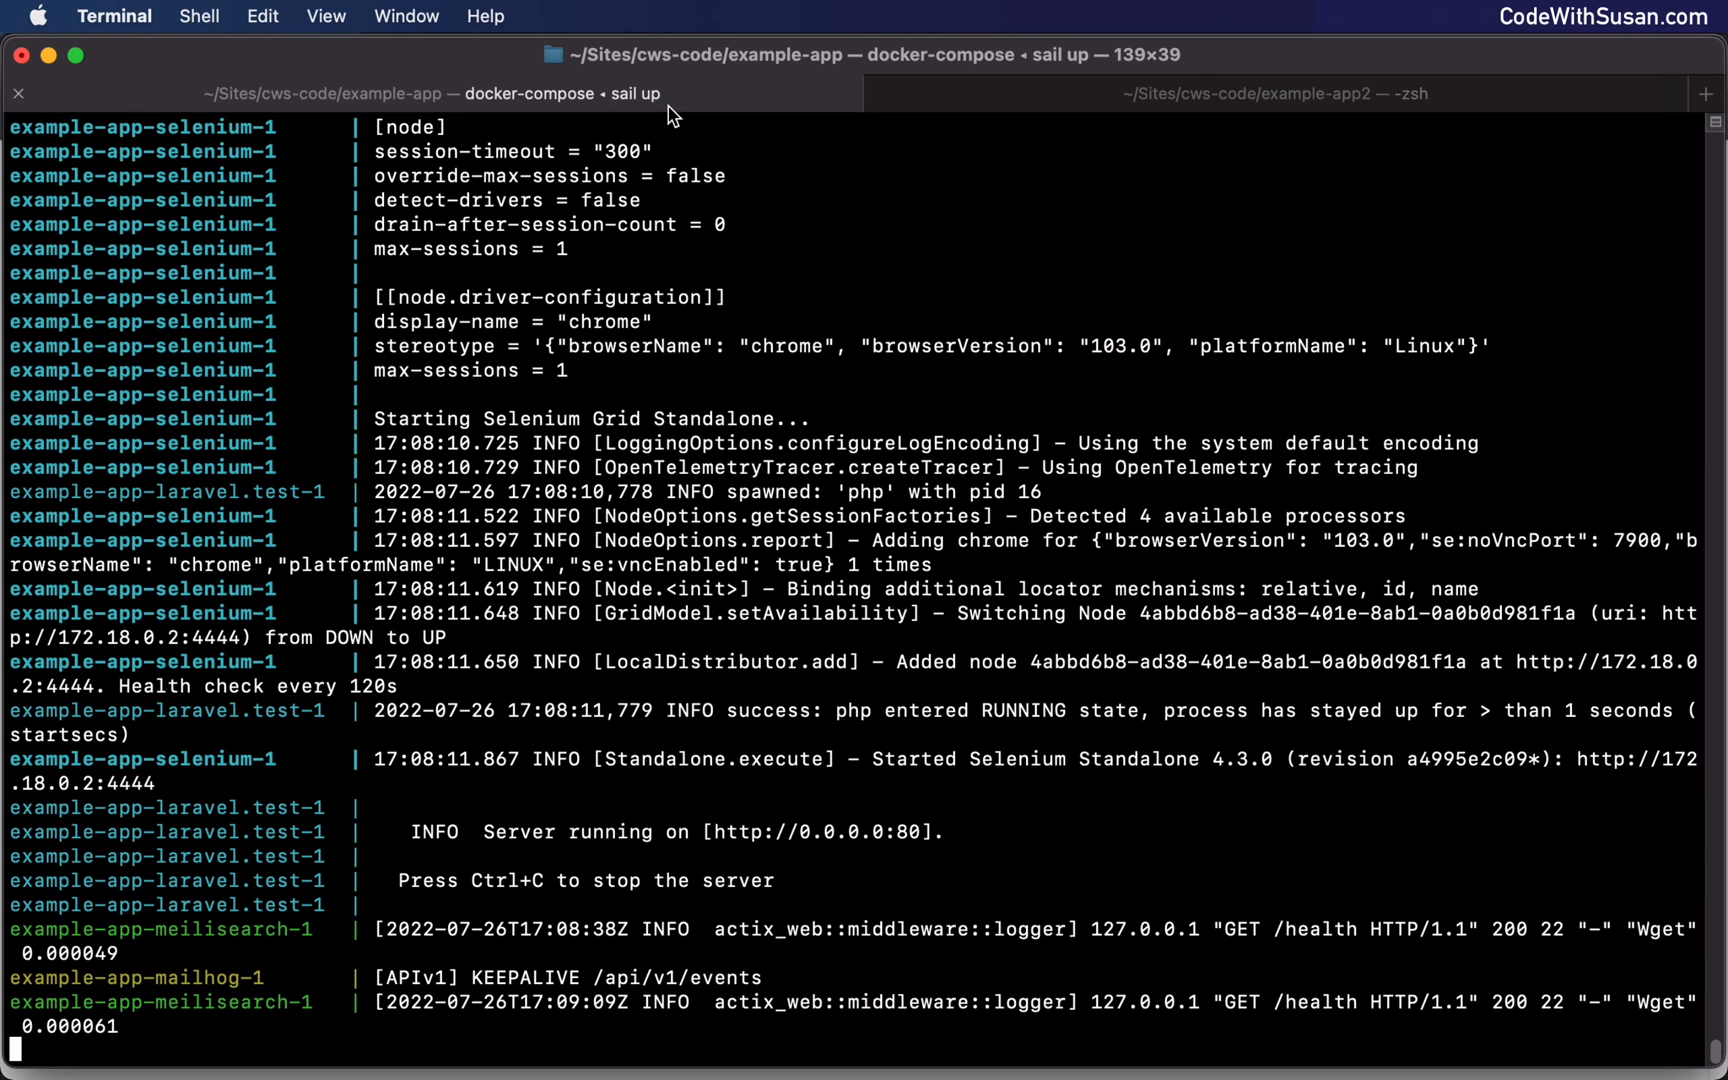 Terminal Shell Edit View Window Help CodeWithSusan.com
~/Sites/cws-code/example-app — docker-compose ◂ sail up — 139×39
~/Sites/cws-code/example-app — docker-compose ◂ sail up ~/Sites/cws-code/example-app2 — -zsh
example-app-selenium-1 | [node]
example-app-selenium-1 | session-timeout = "300"
example-app-selenium-1 | override-max-sessions = false
example-app-selenium-1 | detect-drivers = false
example-app-selenium-1 | drain-after-session-count = 0
example-app-selenium-1 | max-sessions = 1
example-app-selenium-1 |
example-app-selenium-1 | [[node.driver-configuration]]
example-app-selenium-1 | display-name = "chrome"
example-app-selenium-1 | stereotype = '{"browserName": "chrome", "browserVersion": "103.0", "platformName": "Linux"}'
example-app-selenium-1 | max-sessions = 1
example-app-selenium-1 |
example-app-selenium-1 | Starting Selenium Grid Standalone...
example-app-selenium-1 | 17:08:10.725 INFO [LoggingOptions.configureLogEncoding] – Using the system default encoding
example-app-selenium-1 | 17:08:10.729 INFO [OpenTelemetryTracer.createTracer] – Using OpenTelemetry for tracing
example-app-laravel.test-1 | 2022-07-26 17:08:10,778 INFO spawned: 'php' with pid 16
example-app-selenium-1 | 17:08:11.522 INFO [NodeOptions.getSessionFactories] – Detected 4 available processors
example-app-selenium-1 | 17:08:11.597 INFO [NodeOptions.report] – Adding chrome for {"browserVersion": "103.0","se:noVncPort": 7900,"b
rowserName": "chrome","platformName": "LINUX","se:vncEnabled": true} 1 times
example-app-selenium-1 | 17:08:11.619 INFO [Node.<init>] – Binding additional locator mechanisms: relative, id, name
example-app-selenium-1 | 17:08:11.648 INFO [GridModel.setAvailability] – Switching Node 4abbd6b8-ad38-401e-8ab1-0a0b0d981f1a (uri: htt
p://172.18.0.2:4444) from DOWN to UP
example-app-selenium-1 | 17:08:11.650 INFO [LocalDistributor.add] – Added node 4abbd6b8-ad38-401e-8ab1-0a0b0d981f1a at http://172.18.0
.2:4444. Health check every 120s
example-app-laravel.test-1 | 2022-07-26 17:08:11,779 INFO success: php entered RUNNING state, process has stayed up for > than 1 seconds (
startsecs)
example-app-selenium-1 | 17:08:11.867 INFO [Standalone.execute] – Started Selenium Standalone 4.3.0 (revision a4995e2c09*): http://172
.18.0.2:4444
example-app-laravel.test-1 |
example-app-laravel.test-1 | INFO Server running on [http://0.0.0.0:80].
example-app-laravel.test-1 |
example-app-laravel.test-1 | Press Ctrl+C to stop the server
example-app-laravel.test-1 |
example-app-meilisearch-1 | [2022-07-26T17:08:38Z INFO actix_web::middleware::logger] 127.0.0.1 "GET /health HTTP/1.1" 200 22 "-" "Wget"
0.000049
example-app-mailhog-1 | [APIv1] KEEPALIVE /api/v1/events
example-app-meilisearch-1 | [2022-07-26T17:09:09Z INFO actix_web::middleware::logger] 127.0.0.1 "GET /health HTTP/1.1" 200 22 "-" "Wget"
0.000061